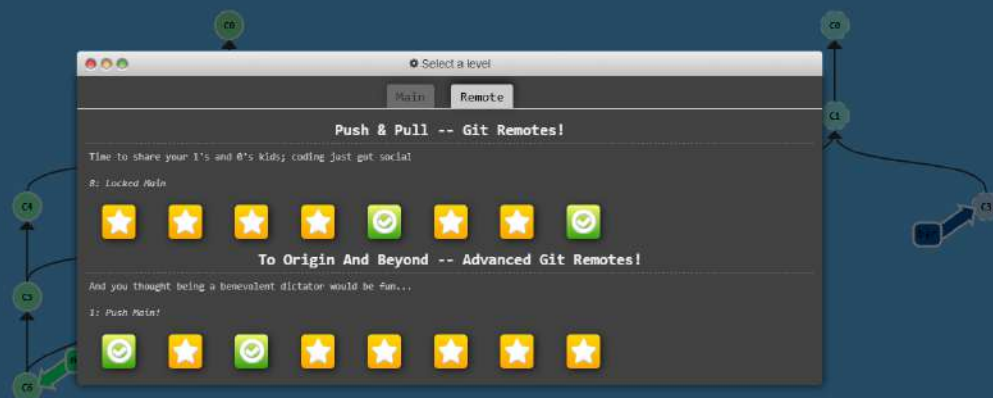 C0
C0
Select a level
Main
Remote
C1
Push & Pull -- Git Remotes!
Time to share your 1's and 0's kids; coding just got social
8: Locked Main
C4
C3
To Origin And Beyond -- Advanced Git Remotes!
And you thought being a benevolent dictator would be fun...
C3
1: Push Main!
C6